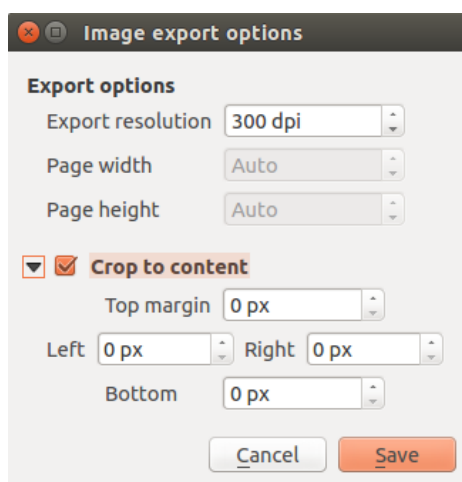 Image export options
Export options
Export resolution 300 dpi
Page width Auto
Page height Auto
Crop to content
Top margin 0 px
Left 0 px Right 0 px
Bottom 0 px
Cancel Save